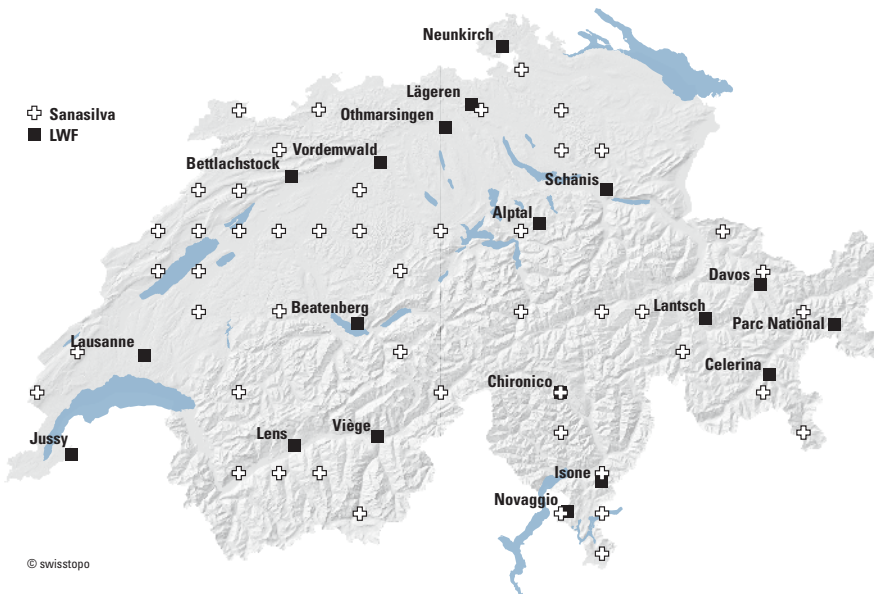 Neunkirch
Lägeren
Sanasilva
Othmarsingen
LWF
Vordemwald
Bettlachstock
Schänis
Alptal
Davos
Beatenberg
Lantsch
Parc National
Lausanne
Celerina
Chironico
Jussy
Lens
Viège
Isone
Novaggio
© swisstopo